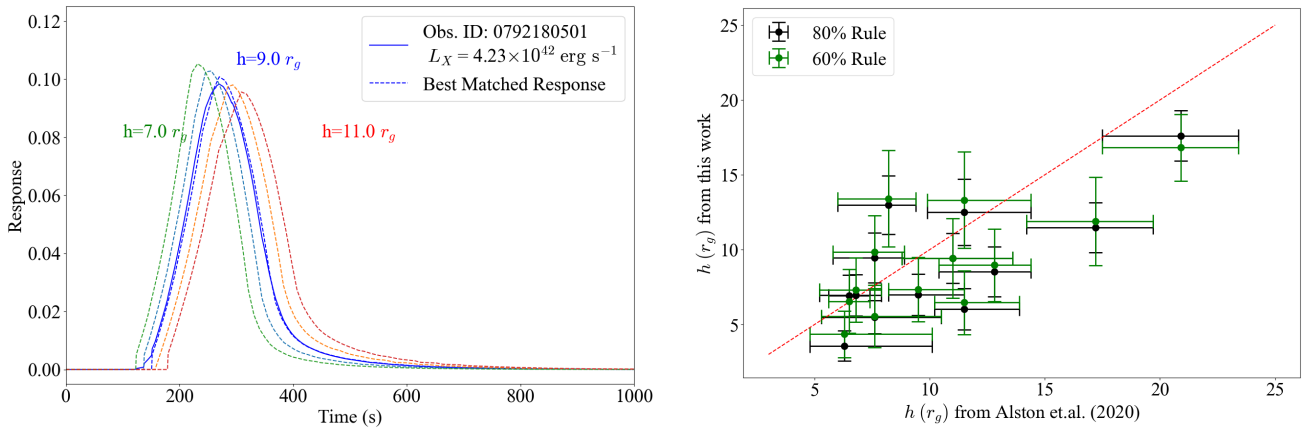 0.12
0.10
0.08
0.06
0.04
0.02
0.00
Response
0
200
400
600
800
1000
Time (s)
Obs. ID: 0792180501
L_X = 4.23×10^42 erg s^−1
Best Matched Response
h=9.0 r_g
h=7.0 r_g
h=11.0 r_g
25
20
15
10
5
h (r_g) from this work
5
10
15
20
25
h (r_g) from Alston et.al. (2020)
80% Rule
60% Rule